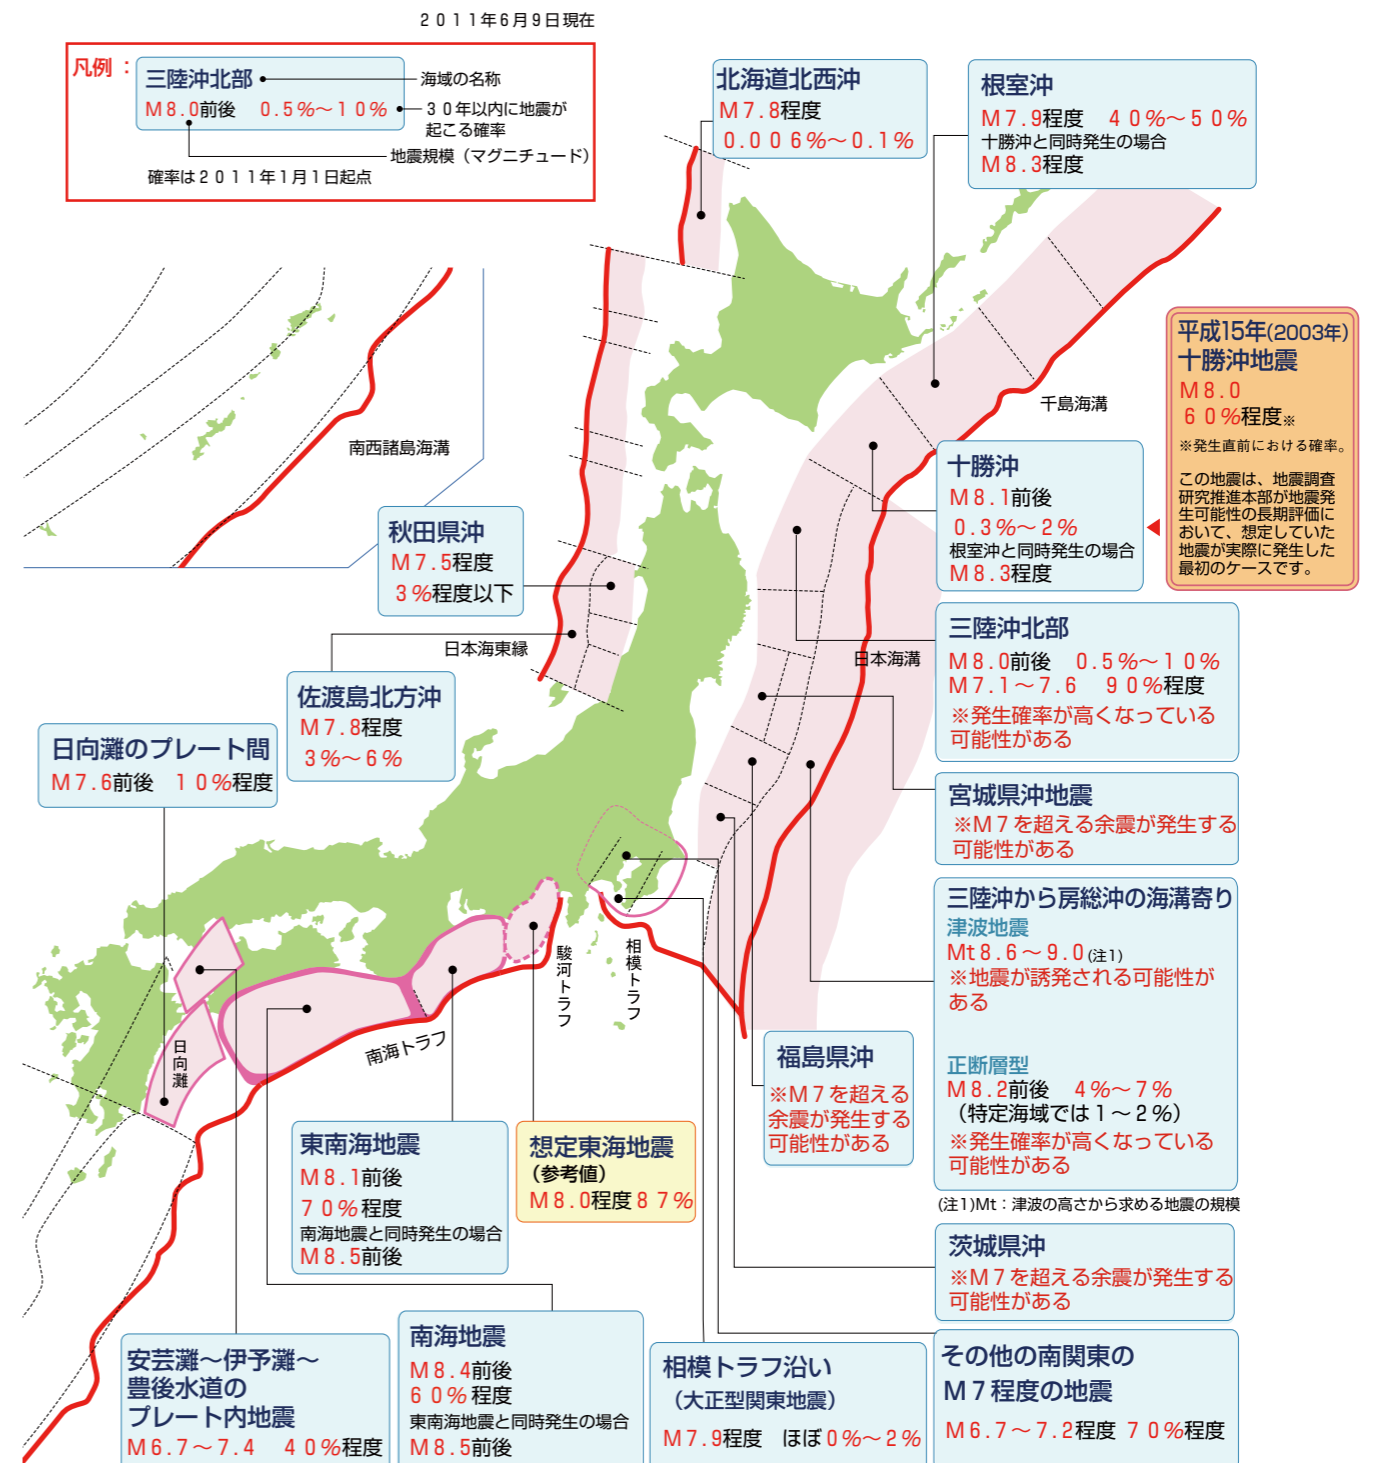 2011年6月9日現在
凡例：
三陸沖北部
海域の名称
M8.0前後　0.5%～10%
30年以内に地震が
起こる確率
地震規模（マグニチュード）
確率は2011年1月1日起点
北海道北西沖
M7.8程度
0.006%～0.1%
根室沖
M7.9程度　40%～50%
十勝沖と同時発生の場合
M8.3程度
平成15年(2003年)
十勝沖地震
M8.0
60%程度※
※発生直前における確率。
この地震は、地震調査
研究推進本部が地震発
生可能性の長期評価に
おいて、想定していた
地震が実際に発生した
最初のケースです。
千島海溝
南西諸島海溝
十勝沖
M8.1前後
0.3%～2%
根室沖と同時発生の場合
M8.3程度
秋田県沖
M7.5程度
3%程度以下
日本海東縁
三陸沖北部
M8.0前後　0.5%～10%
M7.1～7.6　90%程度
※発生確率が高くなっている
可能性がある
日本海溝
佐渡島北方沖
M7.8程度
3%～6%
日向灘のプレート間
M7.6前後　10%程度
宮城県沖地震
※M7を超える余震が発生する
可能性がある
三陸沖から房総沖の海溝寄り
津波地震
Mt8.6～9.0(注1)
※地震が誘発される可能性が
ある
正断層型
M8.2前後　4%～7%
（特定海域では1～2%）
※発生確率が高くなっている
可能性がある
(注1)Mt：津波の高さから求める地震の規模
駿河トラフ
相模トラフ
南海トラフ
日向灘
福島県沖
※M7を超える
余震が発生する
可能性がある
東南海地震
M8.1前後
70%程度
南海地震と同時発生の場合
M8.5前後
想定東海地震
（参考値）
M8.0程度87%
茨城県沖
※M7を超える余震が発生する
可能性がある
安芸灘～伊予灘～
豊後水道の
プレート内地震
M6.7～7.4　40%程度
南海地震
M8.4前後
60%程度
東南海地震と同時発生の場合
M8.5前後
相模トラフ沿い
（大正型関東地震）
M7.9程度　ほぼ0%～2%
その他の南関東の
M7程度の地震
M6.7～7.2程度 70%程度